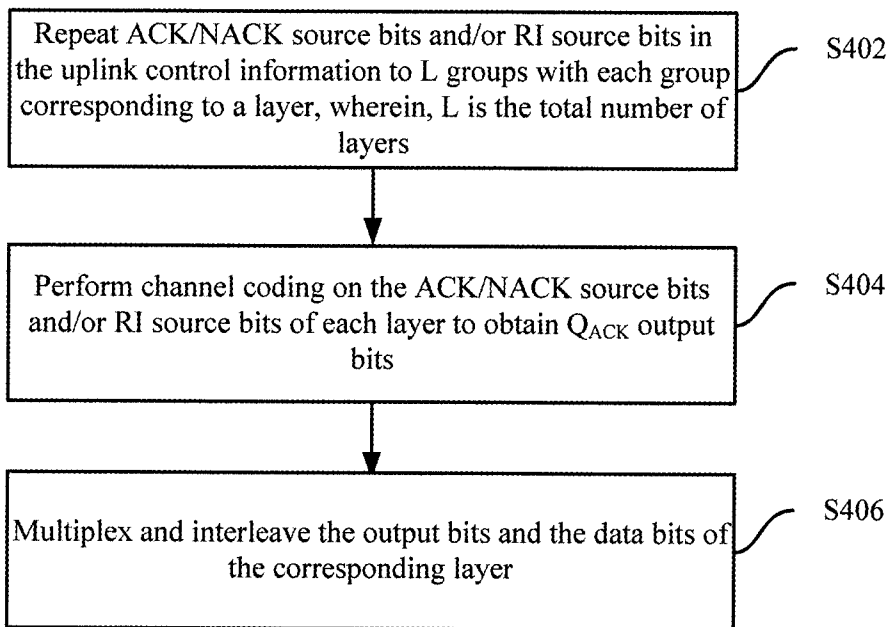 Repeat ACK/NACK source bits and/or RI source bits in
the uplink control information to L groups with each group
corresponding to a layer, wherein, L is the total number of
layers
S402
Perform channel coding on the ACK/NACK source bits
and/or RI source bits of each layer to obtain Q_ACK output
bits
S404
Multiplex and interleave the output bits and the data bits of
the corresponding layer
S406